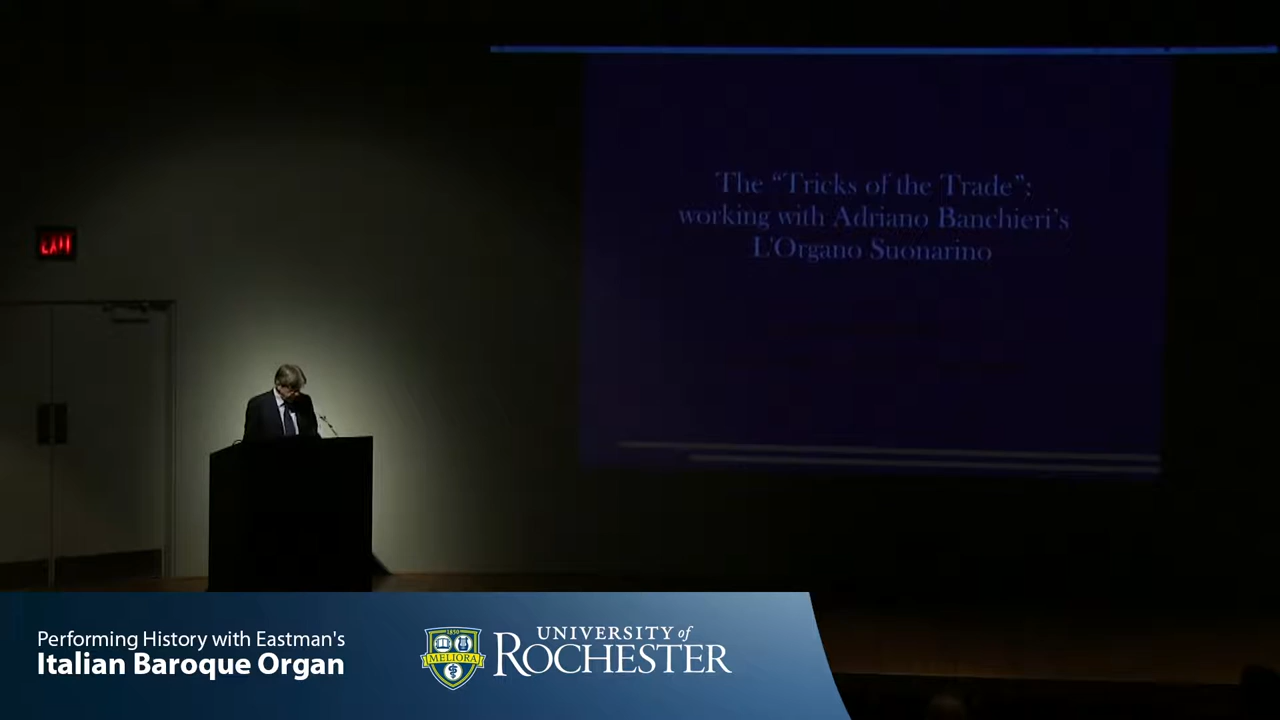 The “Tricks of the Trade”:
working with Adriano Banchieri's
L'Organo Suonarino
EXIT
Performing History with Eastman's
Italian Baroque Organ
1850
MELIORA
UNIVERSITY of
ROCHESTER